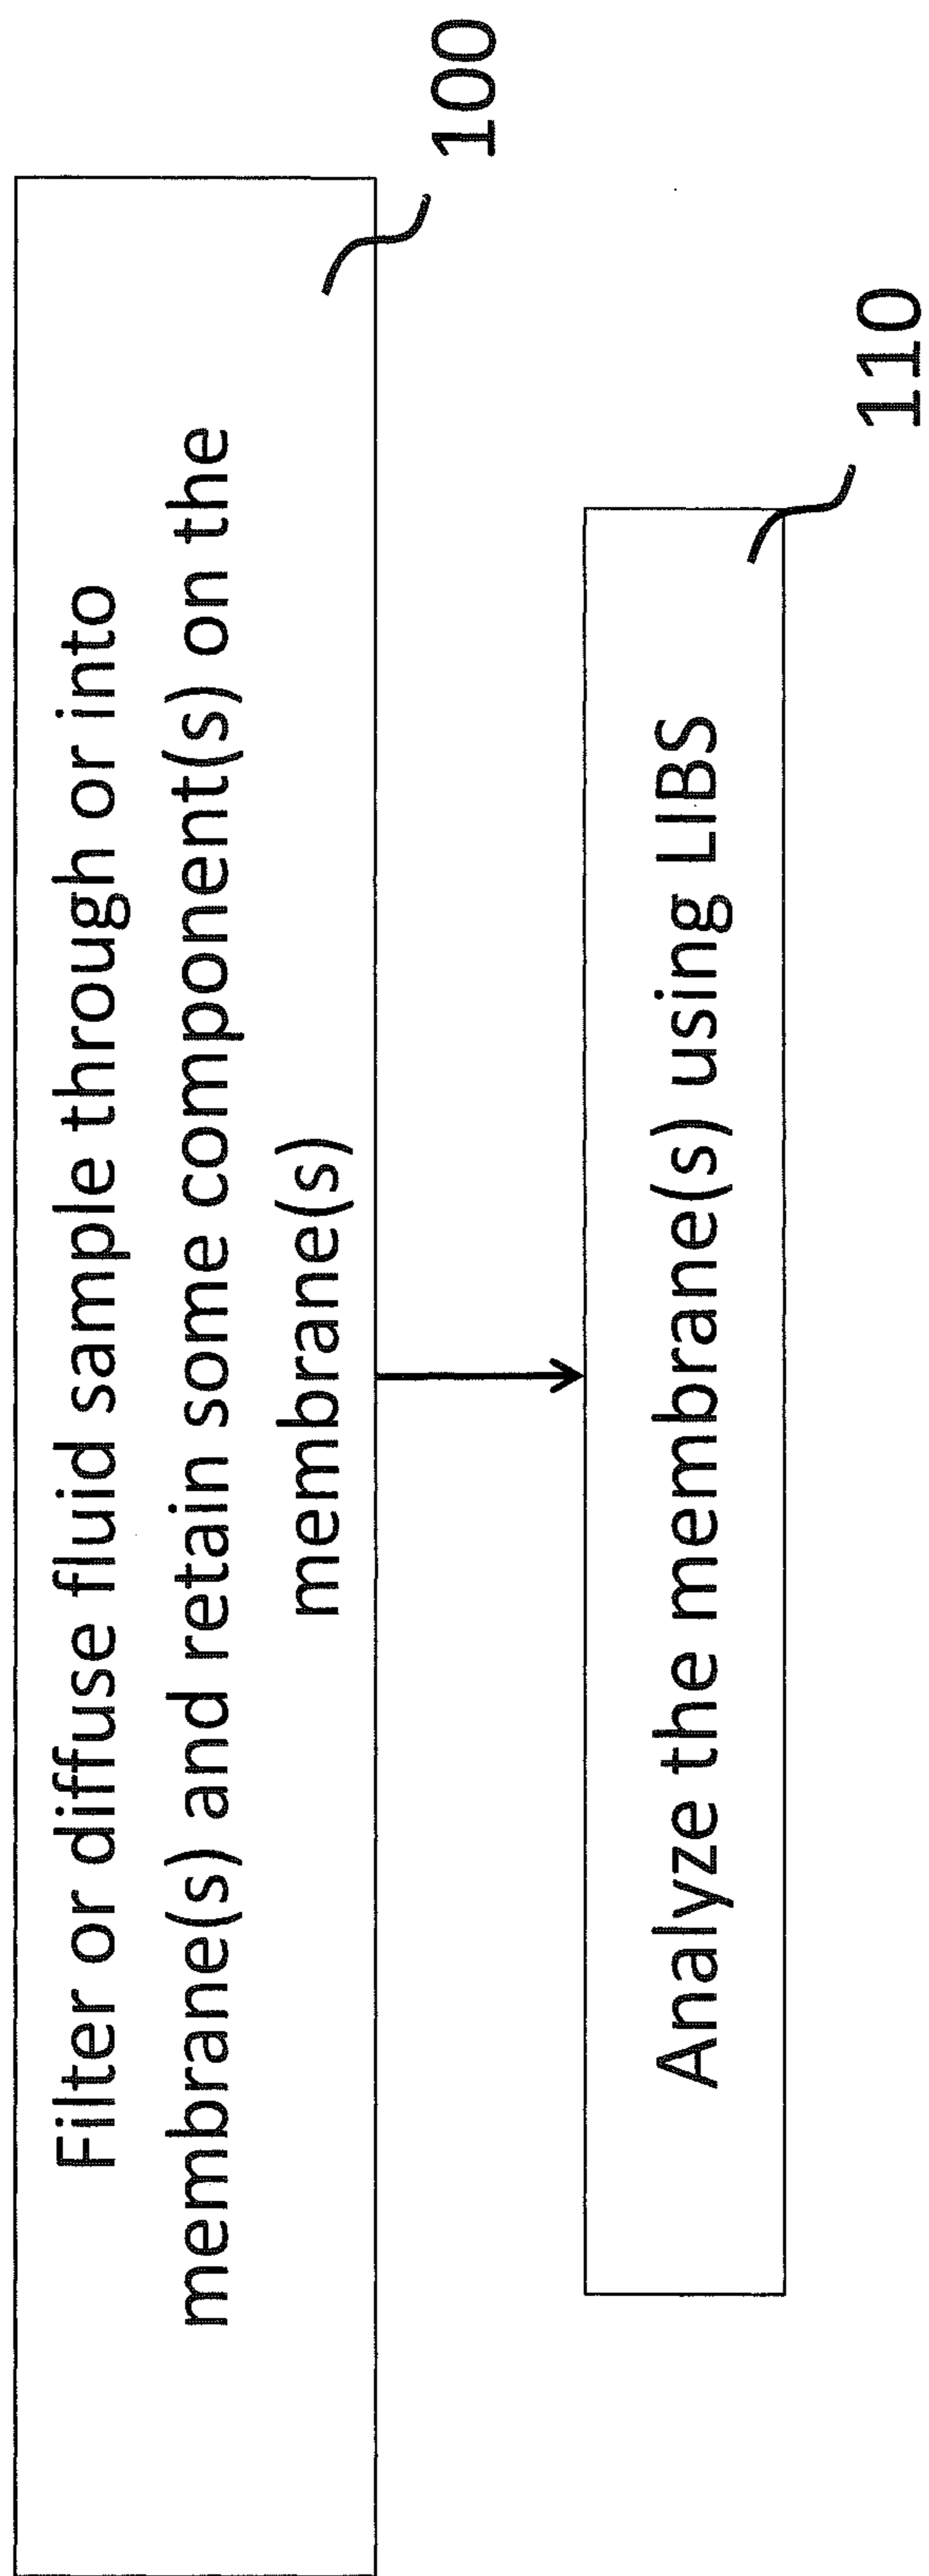 Filter or diffuse fluid sample through or into
membrane(s) and retain some component(s) on the
membrane(s)
100
Analyze the membrane(s) using LIBS
110